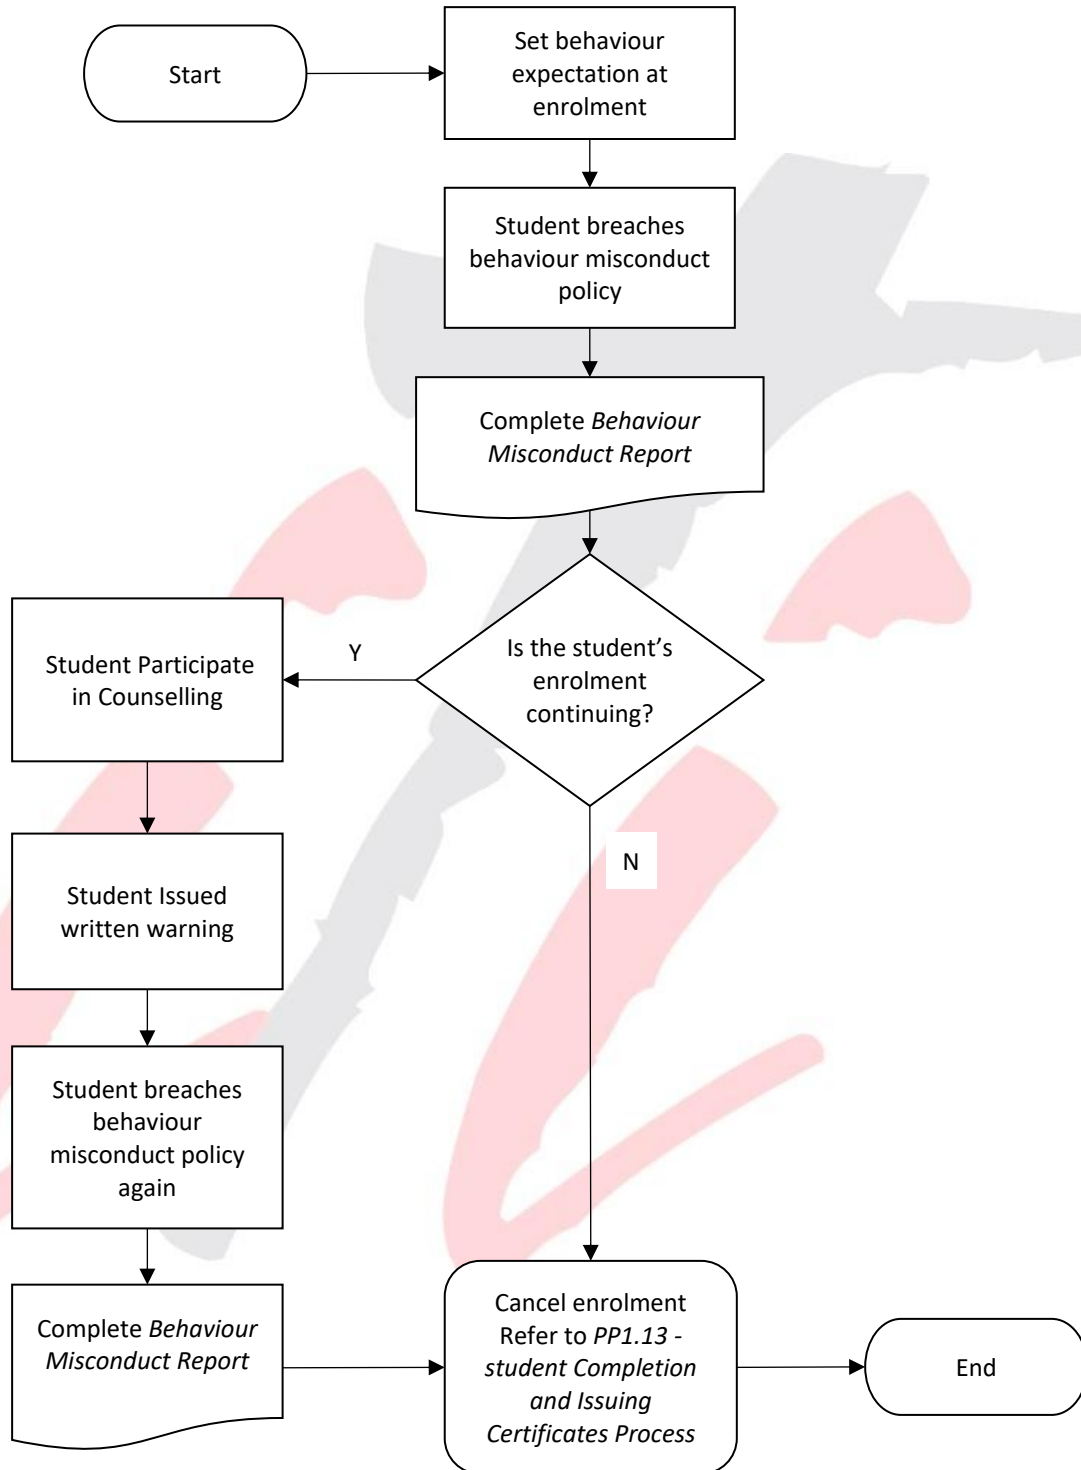 Start
Set behaviour
expectation at
enrolment
Student breaches
behaviour misconduct
policy
Complete Behaviour
Misconduct Report
Is the student’s
enrolment
continuing?
Y
N
Student Participate
in Counselling
Student Issued
written warning
Student breaches
behaviour
misconduct policy
again
Complete Behaviour
Misconduct Report
Cancel enrolment
Refer to PP1.13 -
student Completion
and Issuing
Certificates Process
End